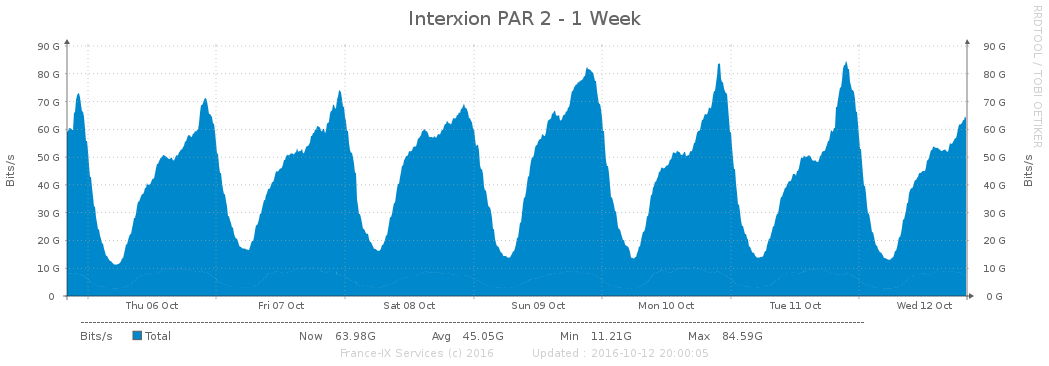 Interxion PAR 2 - 1 Week
RRDTOOL / TOBI OETIKER
Bits/s
Bits/s
90 G 90 G
80 G 80 G
70 G 70 G
60 G 60 G
50 G 50 G
40 G 40 G
30 G 30 G
20 G 20 G
10 G 10 G
0 0 G
Thu 06 Oct Fri 07 Oct Sat 08 Oct Sun 09 Oct Mon 10 Oct Tue 11 Oct Wed 12 Oct
Bits/s Total Now 63.98G Avg 45.05G Min 11.21G Max 84.59G
France-IX Services (c) 2016 Updated : 2016-10-12 20:00:05